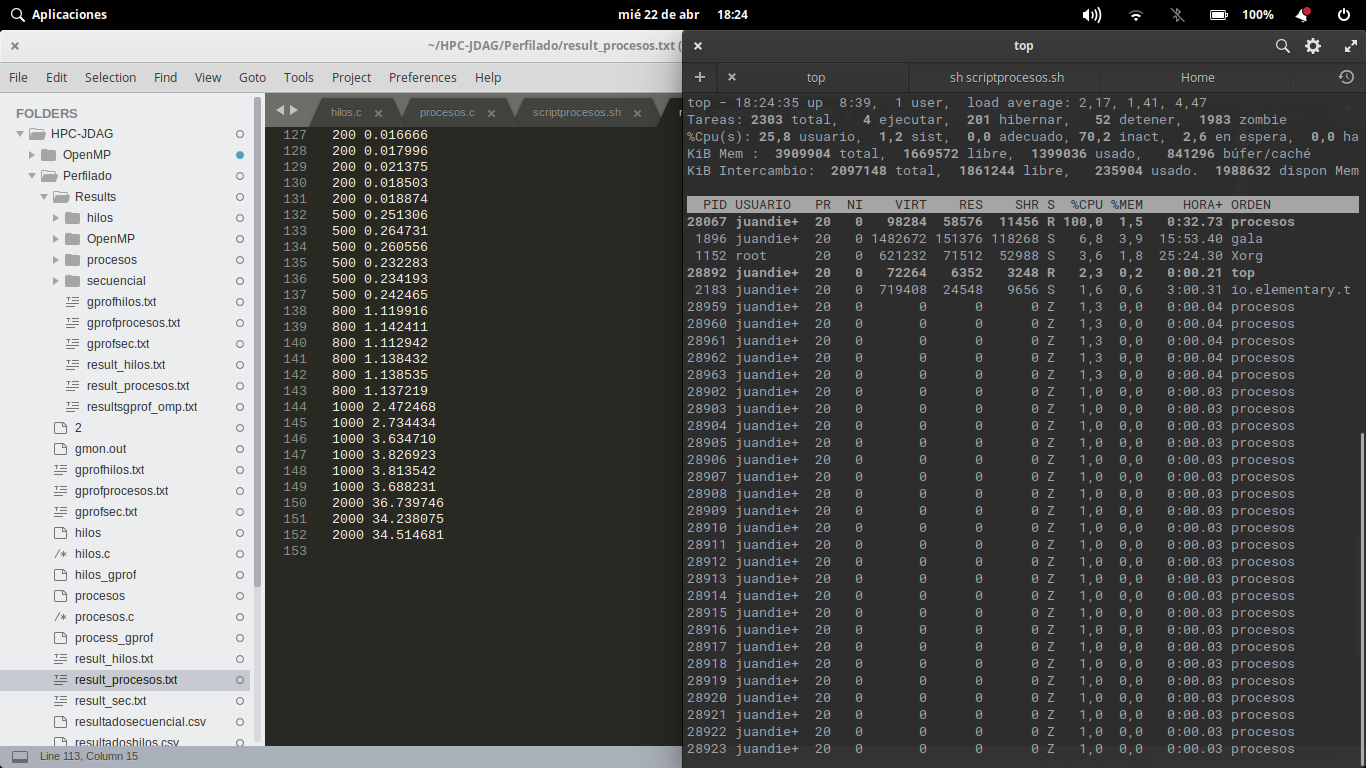 Aplicaciones
mié 22 de abr 18:24
100%
~/HPC-JDAG/Perfilado/result_procesos.txt (
File Edit Selection Find View Goto Tools Project Preferences Help
FOLDERS
HPC-JDAG
OpenMP
Perfilado
Results
hilos
OpenMP
procesos
secuencial
gprofhilos.txt
gprofprocesos.txt
gprofsec.txt
result_hilos.txt
result_procesos.txt
resultsgprof_omp.txt
2
gmon.out
gprofhilos.txt
gprofprocesos.txt
gprofsec.txt
hilos
hilos.c
hilos_gprof
procesos
procesos.c
process_gprof
result_hilos.txt
result_procesos.txt
result_sec.txt
resultadosecuencial.csv
resultadoshilos.csv
Line 113, Column 15
hilos.c procesos.c scriptprocesos.sh
127 200 0.016666
128 200 0.017996
129 200 0.021375
130 200 0.018503
131 200 0.018874
132 500 0.251306
133 500 0.264731
134 500 0.260556
135 500 0.232283
136 500 0.234193
137 500 0.242465
138 800 1.119916
139 800 1.142411
140 800 1.112942
141 800 1.138432
142 800 1.138535
143 800 1.137219
144 1000 2.472468
145 1000 2.734434
146 1000 3.634710
147 1000 3.826923
148 1000 3.813542
149 1000 3.688231
150 2000 36.739746
151 2000 34.238075
152 2000 34.514681
153
top
top sh scriptprocesos.sh Home
top - 18:24:35 up 8:39, 1 user, load average: 2,17, 1,41, 4,47
Tareas: 2303 total, 4 ejecutar, 201 hibernar, 52 detener, 1983 zombie
%Cpu(s): 25,8 usuario, 1,2 sist, 0,0 adecuado, 70,2 inact, 2,6 en espera, 0,0 ha
KiB Mem : 3909904 total, 1669572 libre, 1399036 usado, 841296 búfer/caché
KiB Intercambio: 2097148 total, 1861244 libre, 235904 usado. 1988632 dispon Mem
PID USUARIO PR NI VIRT RES SHR S %CPU %MEM HORA+ ORDEN
28067 juandie+ 20 0 98284 58576 11456 R 100,0 1,5 0:32.73 procesos
1896 juandie+ 20 0 1482672 151376 118268 S 6,8 3,9 15:53.40 gala
1152 root 20 0 621232 71512 52988 S 3,6 1,8 25:24.30 Xorg
28892 juandie+ 20 0 72264 6352 3248 R 2,3 0,2 0:00.21 top
2183 juandie+ 20 0 719408 24548 9656 S 1,6 0,6 3:00.31 io.elementary.t
28959 juandie+ 20 0 0 0 0 Z 1,3 0,0 0:00.04 procesos
28960 juandie+ 20 0 0 0 0 Z 1,3 0,0 0:00.04 procesos
28961 juandie+ 20 0 0 0 0 Z 1,3 0,0 0:00.04 procesos
28962 juandie+ 20 0 0 0 0 Z 1,3 0,0 0:00.04 procesos
28963 juandie+ 20 0 0 0 0 Z 1,3 0,0 0:00.04 procesos
28902 juandie+ 20 0 0 0 0 Z 1,0 0,0 0:00.03 procesos
28903 juandie+ 20 0 0 0 0 Z 1,0 0,0 0:00.03 procesos
28904 juandie+ 20 0 0 0 0 Z 1,0 0,0 0:00.03 procesos
28905 juandie+ 20 0 0 0 0 Z 1,0 0,0 0:00.03 procesos
28906 juandie+ 20 0 0 0 0 Z 1,0 0,0 0:00.03 procesos
28907 juandie+ 20 0 0 0 0 Z 1,0 0,0 0:00.03 procesos
28908 juandie+ 20 0 0 0 0 Z 1,0 0,0 0:00.03 procesos
28909 juandie+ 20 0 0 0 0 Z 1,0 0,0 0:00.03 procesos
28910 juandie+ 20 0 0 0 0 Z 1,0 0,0 0:00.03 procesos
28911 juandie+ 20 0 0 0 0 Z 1,0 0,0 0:00.03 procesos
28912 juandie+ 20 0 0 0 0 Z 1,0 0,0 0:00.03 procesos
28913 juandie+ 20 0 0 0 0 Z 1,0 0,0 0:00.03 procesos
28914 juandie+ 20 0 0 0 0 Z 1,0 0,0 0:00.03 procesos
28915 juandie+ 20 0 0 0 0 Z 1,0 0,0 0:00.03 procesos
28916 juandie+ 20 0 0 0 0 Z 1,0 0,0 0:00.03 procesos
28917 juandie+ 20 0 0 0 0 Z 1,0 0,0 0:00.03 procesos
28918 juandie+ 20 0 0 0 0 Z 1,0 0,0 0:00.03 procesos
28919 juandie+ 20 0 0 0 0 Z 1,0 0,0 0:00.03 procesos
28920 juandie+ 20 0 0 0 0 Z 1,0 0,0 0:00.03 procesos
28921 juandie+ 20 0 0 0 0 Z 1,0 0,0 0:00.03 procesos
28922 juandie+ 20 0 0 0 0 Z 1,0 0,0 0:00.03 procesos
28923 juandie+ 20 0 0 0 0 Z 1,0 0,0 0:00.03 procesos